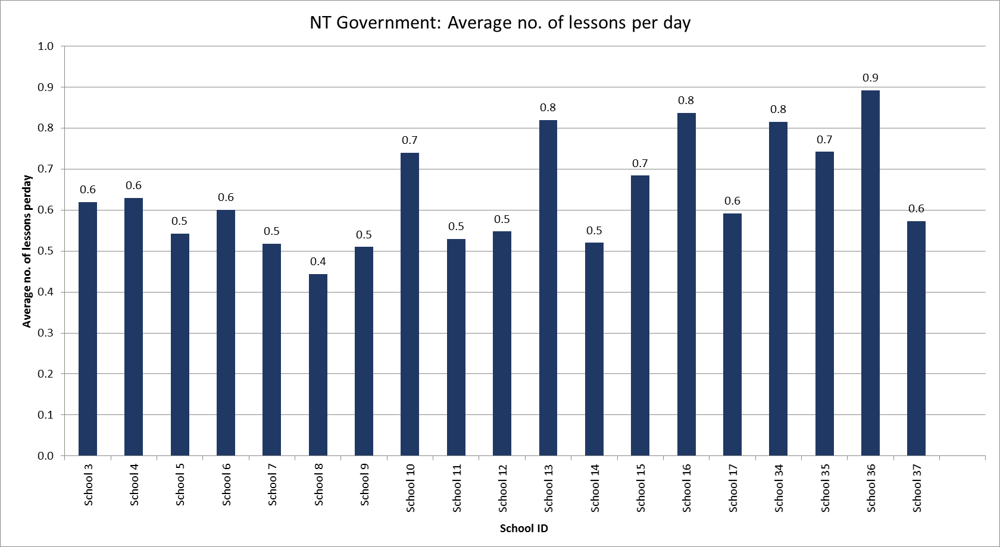 NT Government: Average no. of lessons per day
Average no. of lessons perday
1.0
0.9
0.8
0.7
0.6
0.5
0.4
0.3
0.2
0.1
0.0
0.6
0.6
0.5
0.6
0.5
0.4
0.5
0.7
0.5
0.5
0.8
0.5
0.7
0.8
0.6
0.8
0.7
0.9
0.6
School 3
School 4
School 5
School 6
School 7
School 8
School 9
School 10
School 11
School 12
School 13
School 14
School 15
School 16
School 17
School 34
School 35
School 36
School 37
School ID